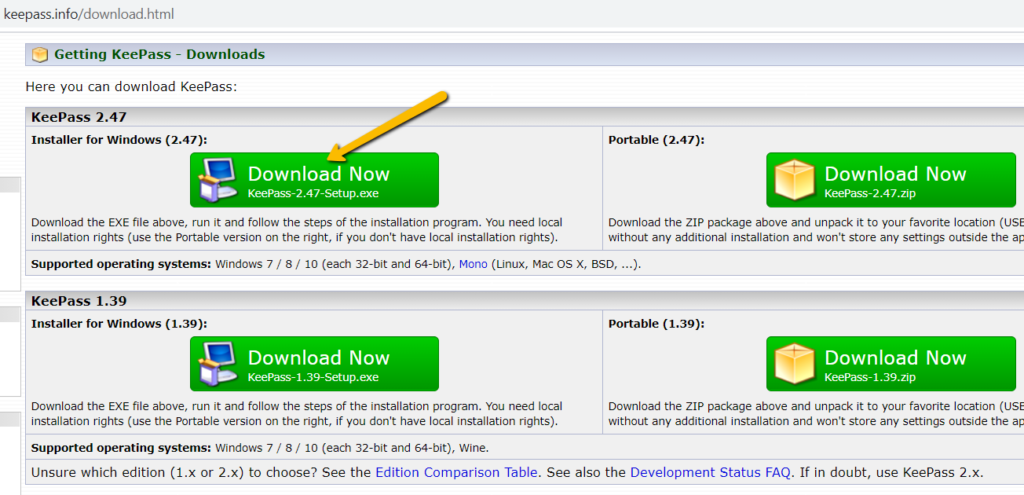 keepass.info/download.html
Getting KeePass - Downloads
Here you can download KeePass:
KeePass 2.47
Installer for Windows (2.47):
Download Now
KeePass-2.47-Setup.exe
Download the EXE file above, run it and follow the steps of the installation program. You need local
installation rights (use the Portable version on the right, if you don't have local installation rights).
Portable (2.47):
Download Now
KeePass-2.47.zip
Download the ZIP package above and unpack it to your favorite location (USB
without any additional installation and won't store any settings outside the
Supported operating systems: Windows 7 / 8 / 10 (each 32-bit and 64-bit), Mono (Linux, Mac OS X, BSD, ...).
KeePass 1.39
Installer for Windows (1.39):
Download Now
KeePass-1.39-Setup.exe
Download the EXE file above, run it and follow the steps of the installation program. You need local
installation rights (use the Portable version on the right, if you don't have local installation rights).
Portable (1.39):
Download Now
KeePass-1.39.zip
Download the ZIP package above and unpack it to your favorite location (USB
without any additional installation and won't store any settings outside the
Supported operating systems: Windows 7 / 8 / 10 (each 32-bit and 64-bit), Wine.
Unsure which edition (1.x or 2.x) to choose? See the Edition Comparison Table. See also the Development Status FAQ. If in doubt, use KeePass 2.x.